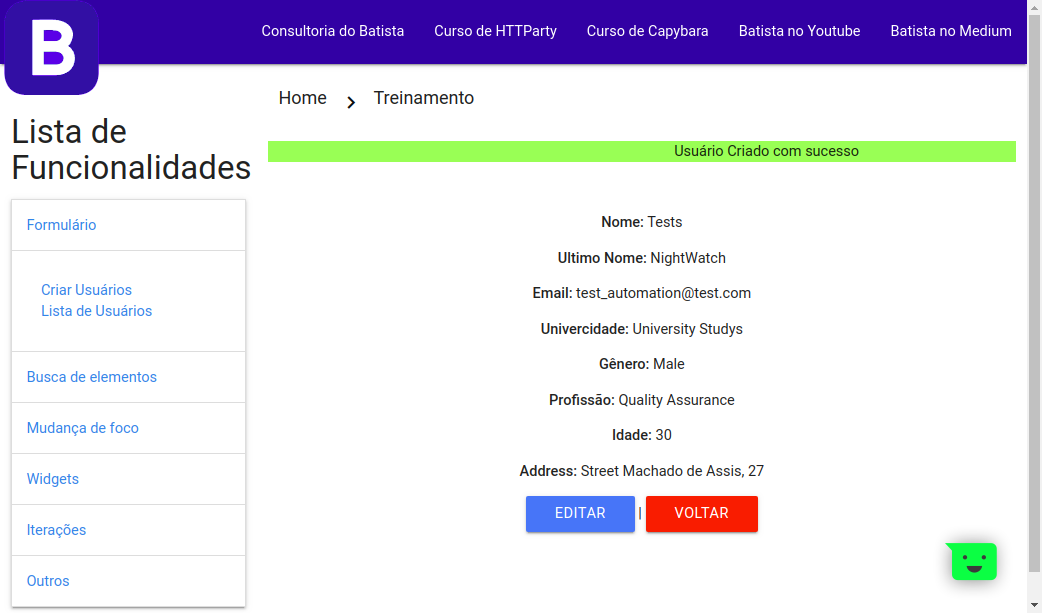 B
Consultoria do Batista
Curso de HTTParty
Curso de Capybara
Batista no Youtube
Batista no Medium
Home
Treinamento
Lista de
Funcionalidades
Formulário
Criar Usuários
Lista de Usuários
Busca de elementos
Mudança de foco
Widgets
Iterações
Outros
Usuário Criado com sucesso
Nome: Tests
Ultimo Nome: NightWatch
Email: test_automation@test.com
Univercidade: University Studys
Gênero: Male
Profissão: Quality Assurance
Idade: 30
Address: Street Machado de Assis, 27
EDITAR | VOLTAR